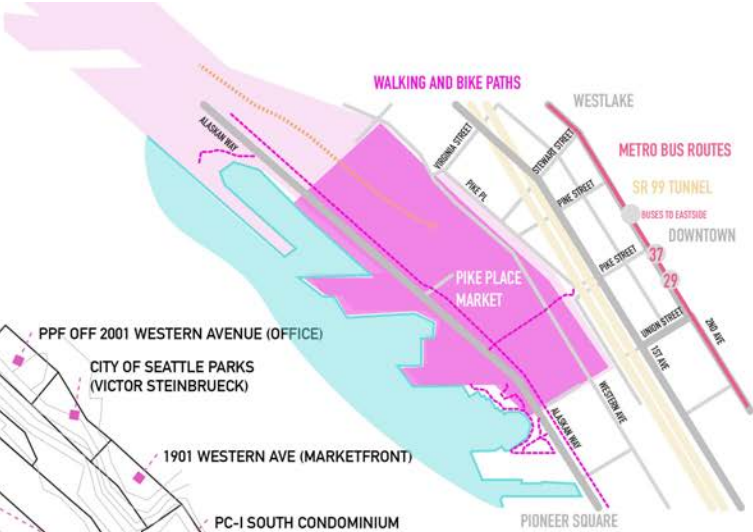 WALKING AND BIKE PATHS
WESTLAKE
ALASKAN WAY
VIRGINIA STREET
STEWART STREET
METRO BUS ROUTES
PIKE PL
PINE STREET
SR 99 TUNNEL
BUSES TO EASTSIDE
DOWNTOWN
PIKE STREET
37
PIKE PLACE
MARKET
29
UNION STREET
2ND AVE
1ST AVE
PPF OFF 2001 WESTERN AVENUE (OFFICE)
CITY OF SEATTLE PARKS
(VICTOR STEINBRUECK)
WESTERN AVE
ALASKAN WAY
1901 WESTERN AVE (MARKETFRONT)
PC-I SOUTH CONDOMINIUM
PIONEER SQUARE